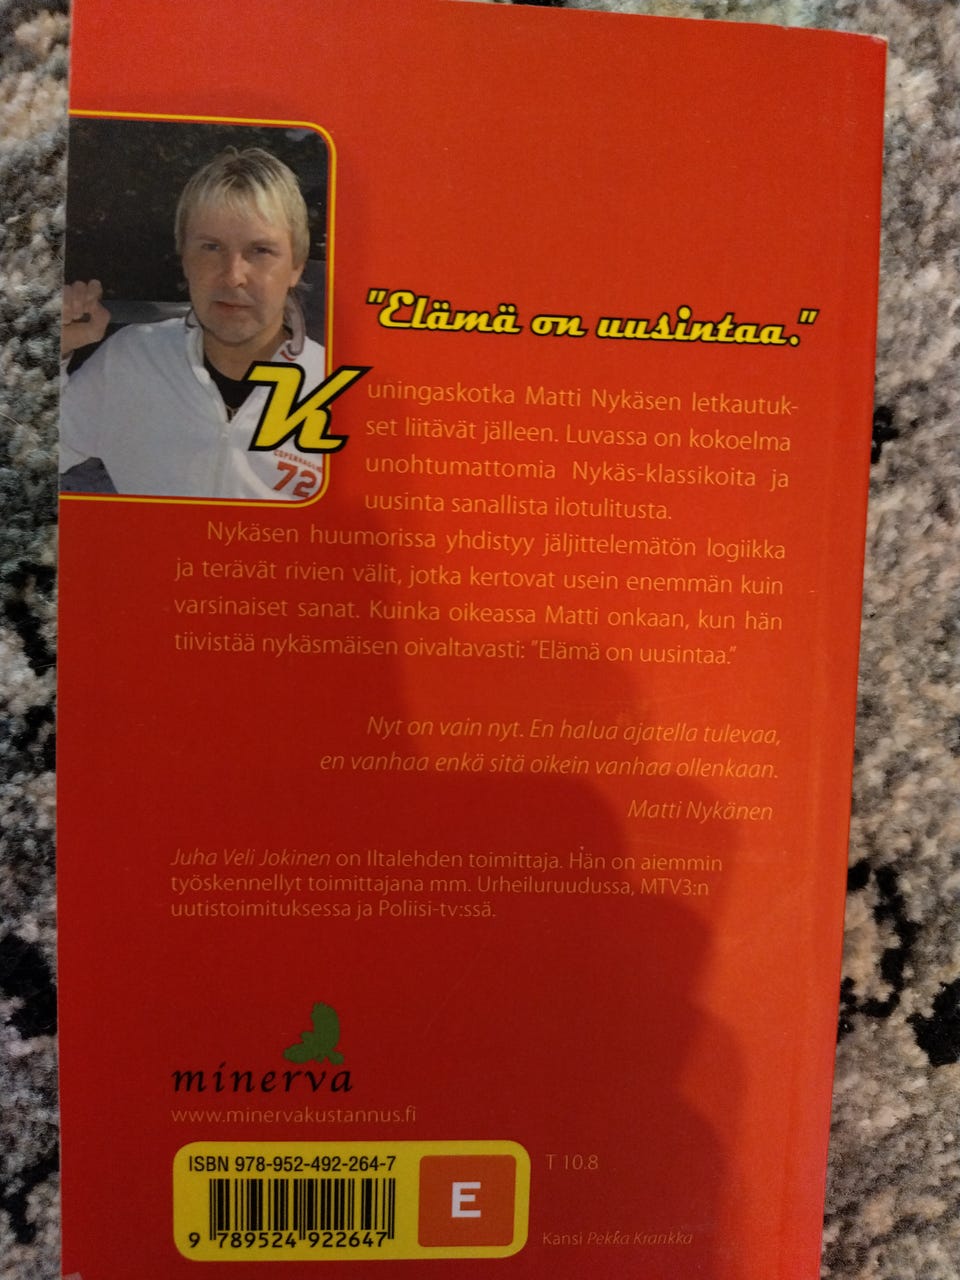 "Elämä on uusintaa."
Kuningaskotka Matti Nykäsen letkautuk-
set liitävät jälleen. Luvassa on kokoelma
unohtumattomia Nykäs-klassikoita ja
uusinta sanallista ilotulitusta.
COPENHAGEN
72
Nykäsen huumorissa yhdistyy jäljittelemätön logiikka
ja terävät rivien välit, jotka kertovat usein enemmän kuin
varsinaiset sanat. Kuinka oikeassa Matti onkaan, kun hän
tiivistää nykäsmäisen oivaltavasti: "Elämä on uusintaa."
Nyt on vain nyt. En halua ajatella tulevaa,
en vanhaa enkä sitä oikein vanhaa ollenkaan.
Matti Nykänen
Juha Veli Jokinen on Iltalehden toimittaja. Hän on aiemmin
työskennellyt toimittajana mm. Urheiluruudussa, MTV3:n
uutistoimituksessa ja Poliisi-tv:ssä.
minerva
www.minervakustannus.fi
ISBN 978-952-492-264-7
E
T 10.8
9 789524 922647
Kansi Pekka Krankka